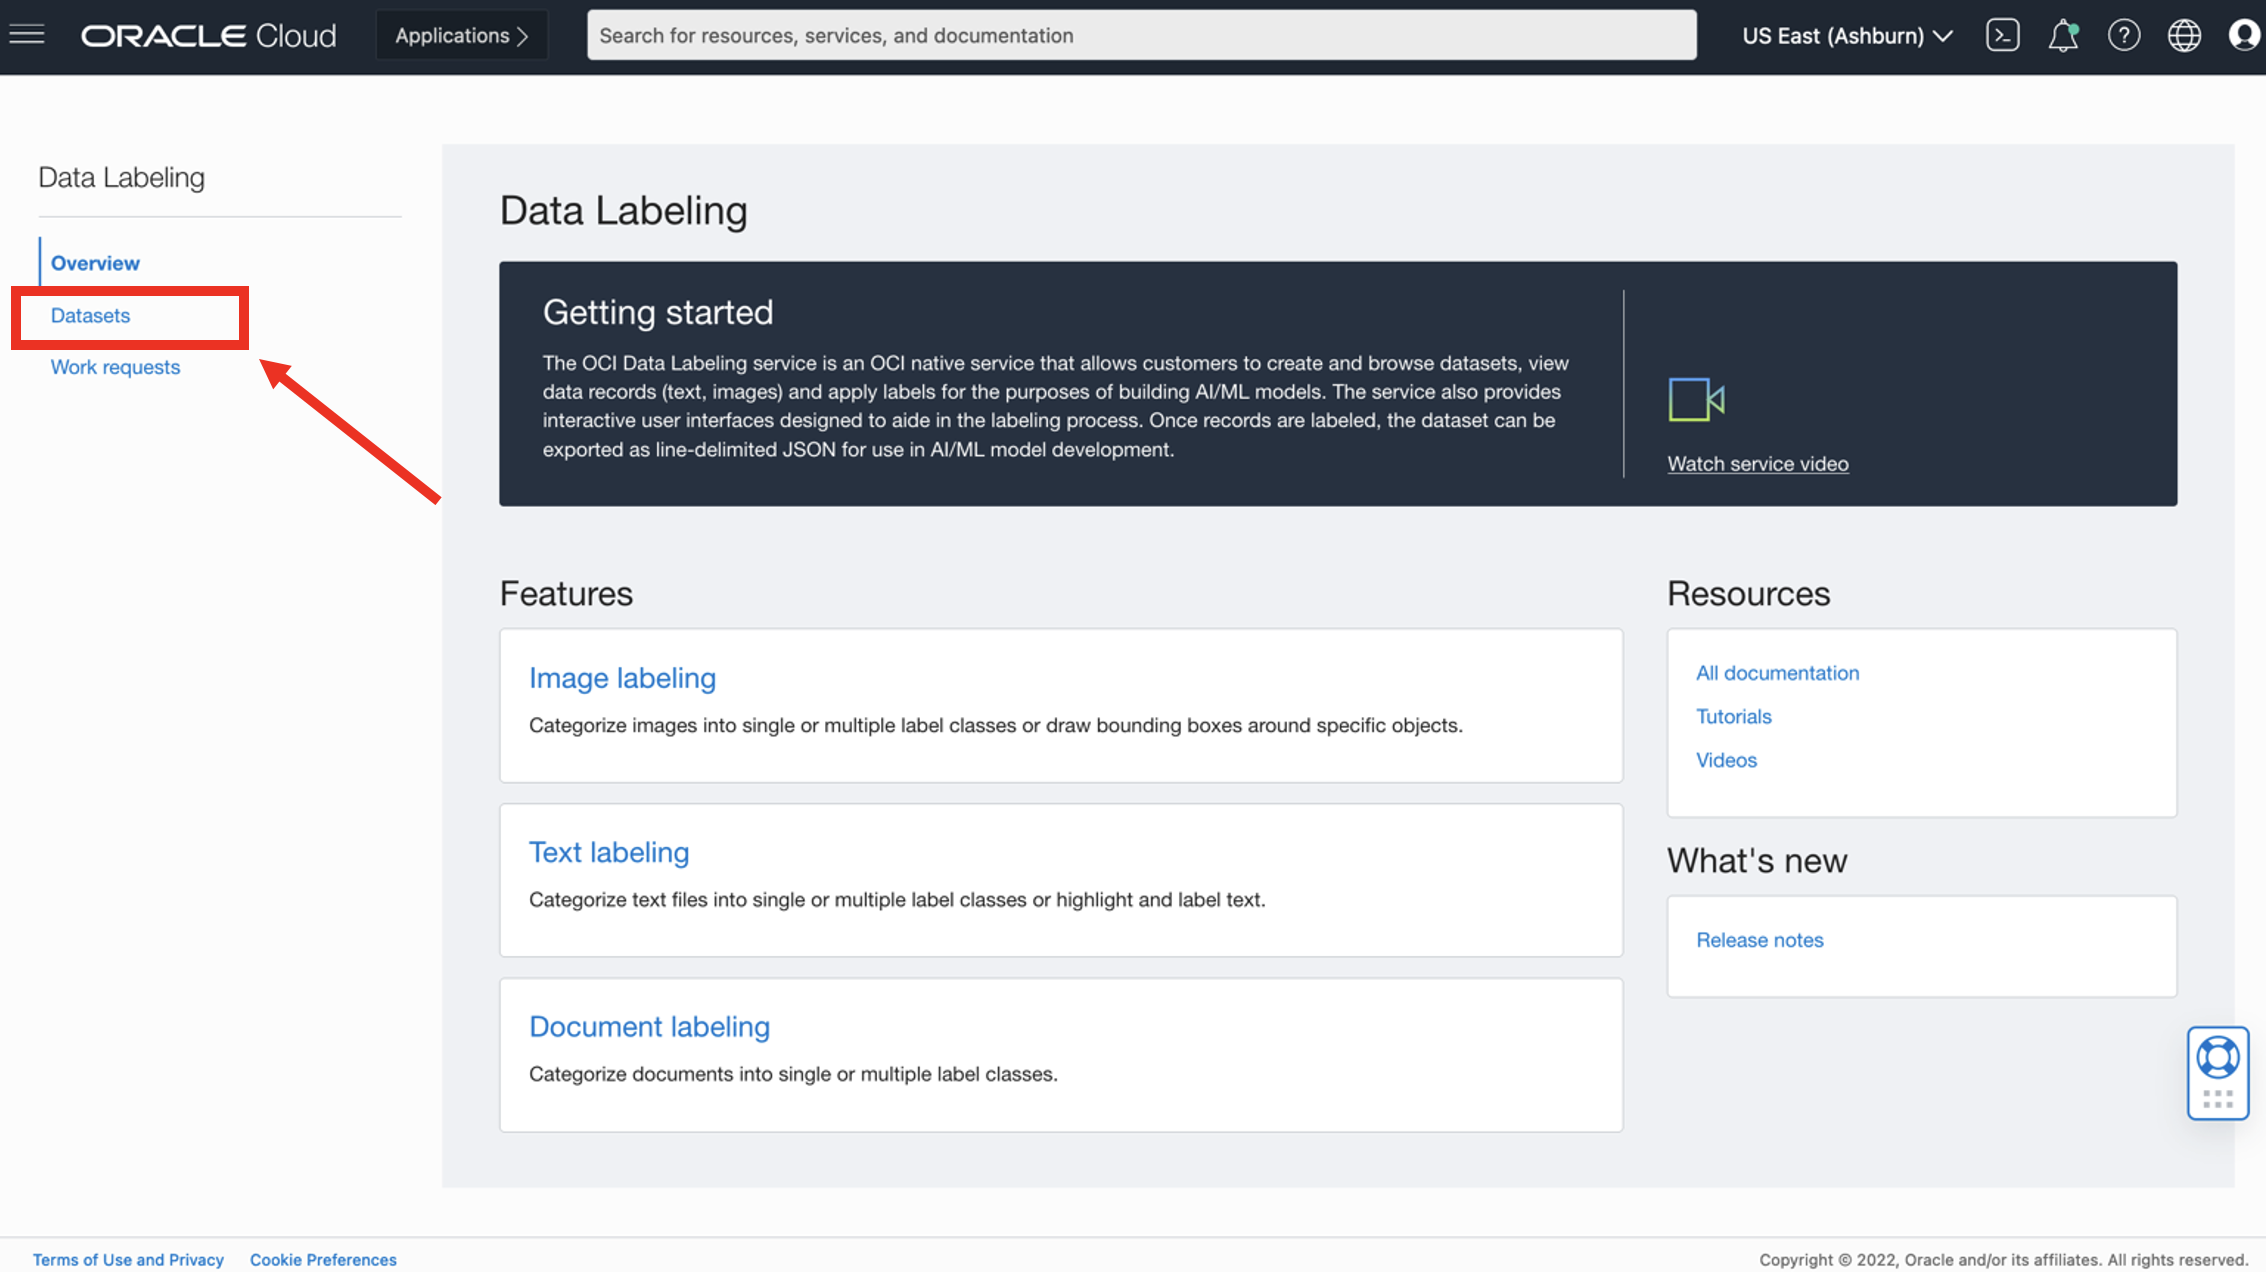 ORACLE Cloud
Applications
Search for resources, services, and documentation
US East (Ashburn)
Data Labeling
Overview
Datasets
Work requests
Data Labeling
Getting started
The OCI Data Labeling service is an OCI native service that allows customers to create and browse datasets, view
data records (text, images) and apply labels for the purposes of building AI/ML models. The service also provides
interactive user interfaces designed to aide in the labeling process. Once records are labeled, the dataset can be
exported as line-delimited JSON for use in AI/ML model development.
Watch service video
Features
Image labeling
Categorize images into single or multiple label classes or draw bounding boxes around specific objects.
Text labeling
Categorize text files into single or multiple label classes or highlight and label text.
Document labeling
Categorize documents into single or multiple label classes.
Resources
All documentation
Tutorials
Videos
What's new
Release notes
Terms of Use and Privacy
Cookie Preferences
Copyright © 2022, Oracle and/or its affiliates. All rights reserved.